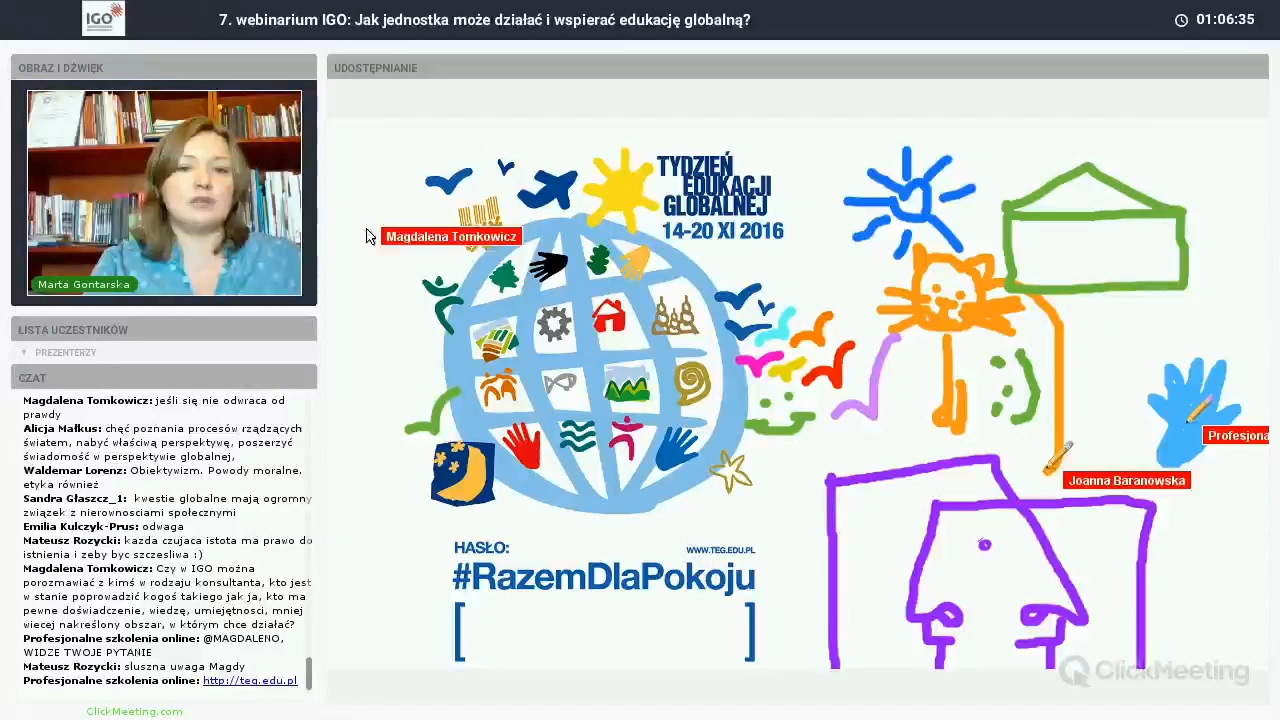 IGO
7. webinarium IGO: Jak jednostka może działać i wspierać edukację globalną?
01:06:35
OBRAZ I DŹWIĘK
Marta Gontarska
LISTA UCZESTNIKÓW
PREZENTERZY
CZAT
Magdalena Tomkowicz: jeśli się nie odwraca od
prawdy
Alicja Małkus: chęć poznania procesów rządzących
światem, nabyć właściwą perspektywę, poszerzyć
świadomość w perspektywie globalnej,
Waldemar Lorenz: Obiektywizm. Powody moralne.
etyka również
Sandra Głaszcz_1: kwestie globalne mają ogromny
związek z nierownosciami społecznymi
Emilia Kulczyk-Prus: odwaga
Mateusz Rozycki: kazda czujaca istota ma prawo do
istnienia i zeby byc szczesliwa :)
Magdalena Tomkowicz: Czy w IGO można
porozmawiać z kimś w rodzaju konsultanta, kto jest
w stanie poprowadzić kogoś takiego jak ja, kto ma
pewne doświadczenie, wiedzę, umiejętnosci, mniej
wiecej nakreślony obszar, w którym chce działać?
Profesjonalne szkolenia online: @MAGDALENO,
WIDZE TWOJE PYTANIE
Mateusz Rozycki: sluszna uwaga Magdy
Profesjonalne szkolenia online: http://teg.edu.pl
ClickMeeting.com
UDOSTĘPNIANIE
TYDZIEŃ
EDUKACJI
GLOBALNEJ
14-20 XI 2016
Magdalena Tomkowicz
Profesjona
Joanna Baranowska
HASŁO:
WWW.TEG.EDU.PL
#RazemDlaPokoju
[ ]
ClickMeeting